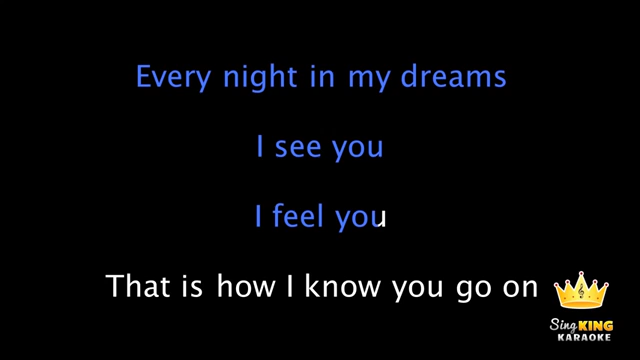 Every night in my dreams
I see you
I feel you
That is how I know you go on
Sing KING
KARAOKE